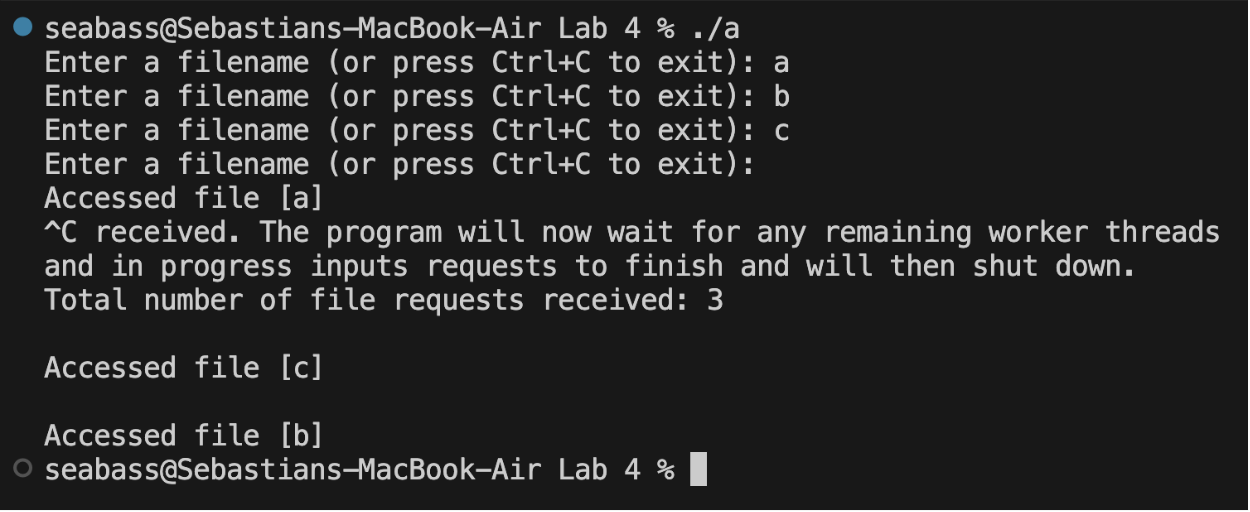 seabass@Sebastians-MacBook-Air Lab 4 % ./a
Enter a filename (or press Ctrl+C to exit): a
Enter a filename (or press Ctrl+C to exit): b
Enter a filename (or press Ctrl+C to exit): c
Enter a filename (or press Ctrl+C to exit):
Accessed file [a]
^C received. The program will now wait for any remaining worker threads
and in progress inputs requests to finish and will then shut down.
Total number of file requests received: 3
Accessed file [c]
Accessed file [b]
seabass@Sebastians-MacBook-Air Lab 4 %